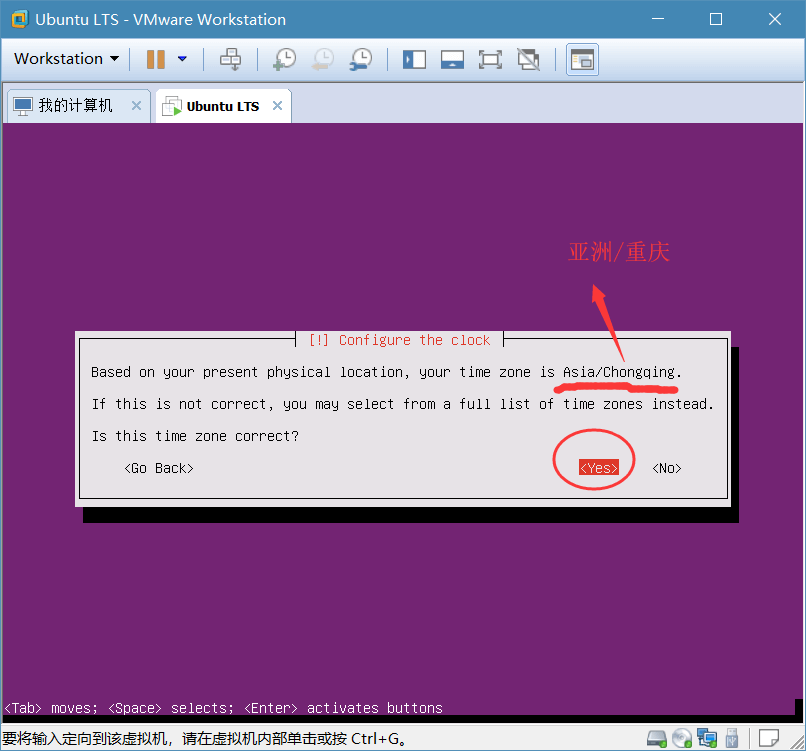 Ubuntu LTS - VMware Workstation
Workstation
我的计算机
Ubuntu LTS
亚洲/重庆
[!] Configure the clock
Based on your present physical location, your time zone is Asia/Chongqing.
If this is not correct, you may select from a full list of time zones instead.
Is this time zone correct?
<Go Back> <Yes> <No>
<Tab> moves; <Space> selects; <Enter> activates buttons
要将输入定向到该虚拟机，请在虚拟机内部单击或按 Ctrl+G。